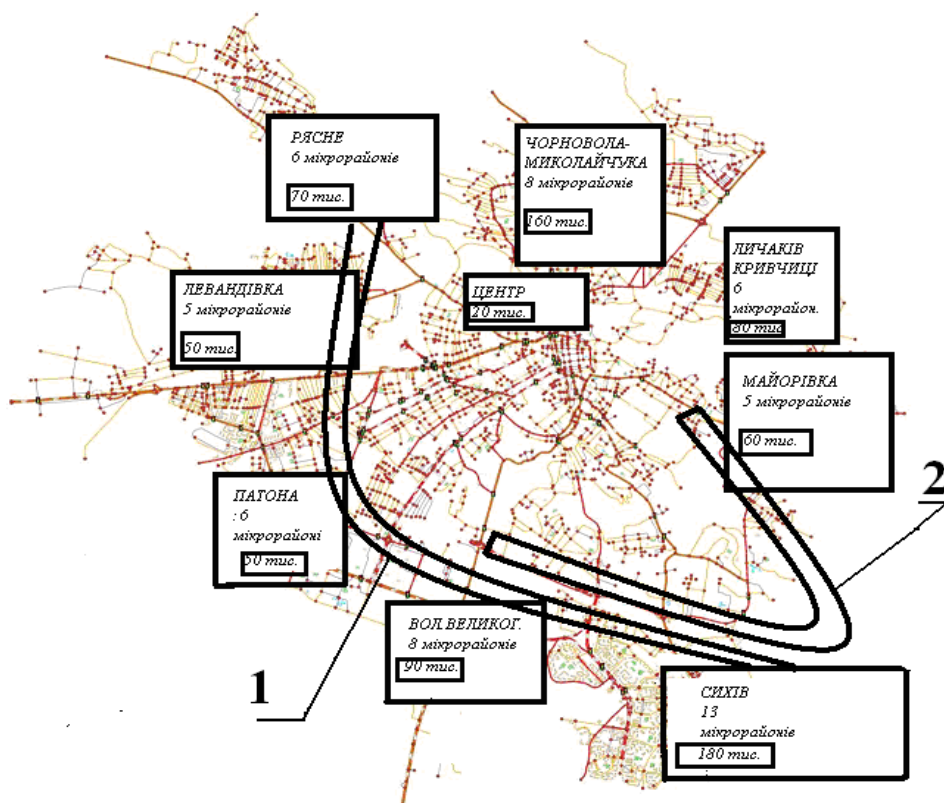 РЯСНЕ
6 мікрорайонів
70 тис.
ЧОРНОВОЛА-
МИКОЛАЙЧУКА
8 мікрорайонів
160 тис.
ЛИЧАКІВ
КРИВЧИЦІ
6
мікрорайон.
80 тис
ЛЕВАНДІВКА
5 мікрорайонів
50 тис.
ЦЕНТР
20 тис.
МАЙОРІВКА
5 мікрорайонів
60 тис.
2
ПАТОНА
: 6
мікрорайоні
50 тис.
ВОЛ.ВЕЛИКОГ.
8 мікрорайонів
90 тис.
1
СИХІВ
13
мікрорайонів
180 тис.